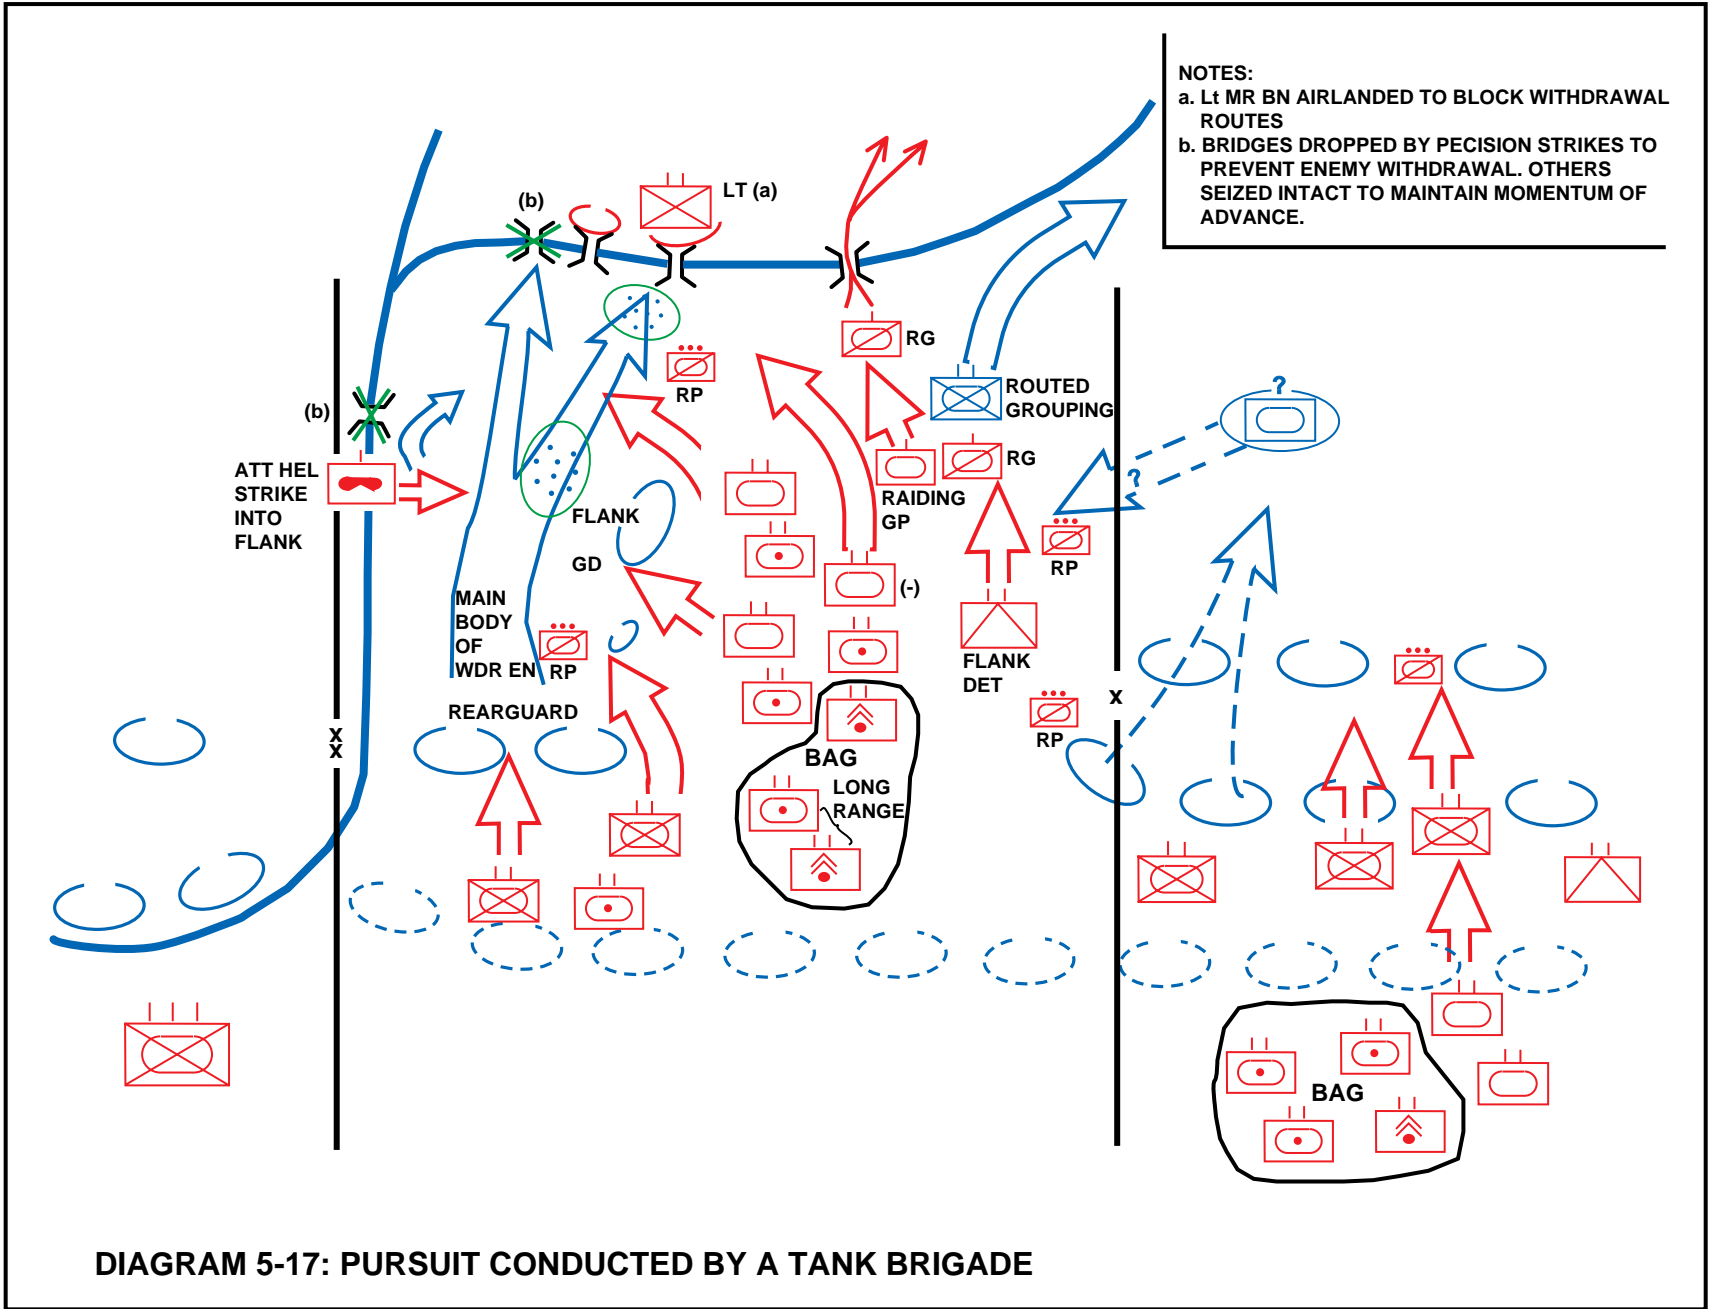 NOTES:
a. Lt MR BN AIRLANDED TO BLOCK WITHDRAWAL
ROUTES
b. BRIDGES DROPPED BY PECISION STRIKES TO
PREVENT ENEMY WITHDRAWAL. OTHERS
SEIZED INTACT TO MAINTAIN MOMENTUM OF
ADVANCE.
(b)
LT (a)
RG
RP
ROUTED
GROUPING
?
(b)
ATT HEL
STRIKE
INTO
FLANK
RG
?
RAIDING
GP
FLANK
GD
RP
(-)
MAIN
BODY
OF
WDR EN
RP
FLANK
DET
REARGUARD
X
RP
X
X
BAG
LONG
RANGE
BAG
DIAGRAM 5-17: PURSUIT CONDUCTED BY A TANK BRIGADE